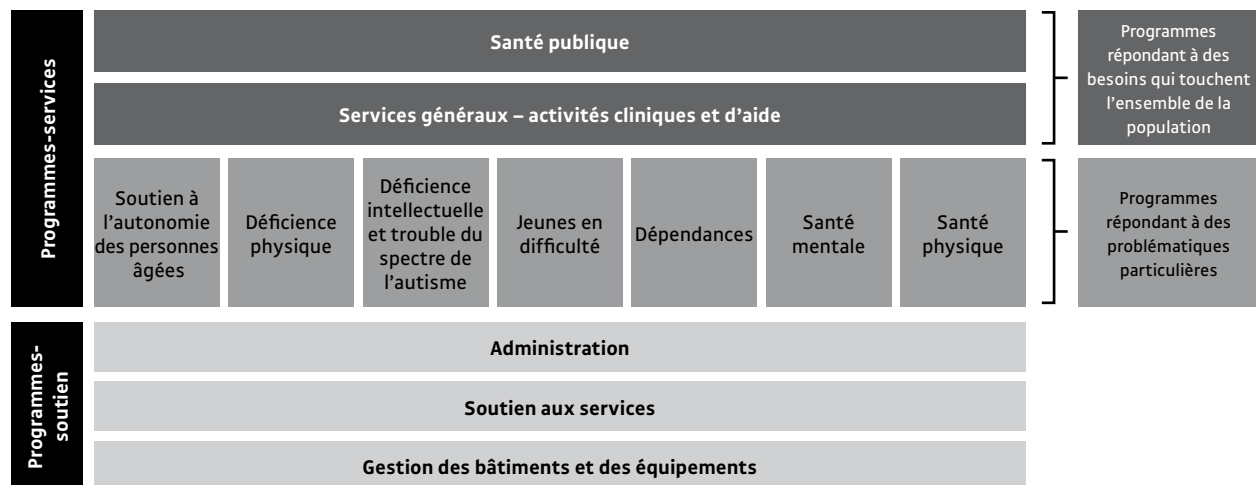 Programmes-services
Santé publique
Services généraux – activités cliniques et d'aide
Programmes
répondant à des
besoins qui touchent
l'ensemble de la
population
Soutien à
l'autonomie
des personnes
âgées
Déficience
physique
Déficience
intellectuelle
et trouble du
spectre de
l'autisme
Jeunes en
difficulté
Dépendances
Santé
mentale
Santé
physique
Programmes
répondant à des
problématiques
particulières
Programmes-
soutien
Administration
Soutien aux services
Gestion des bâtiments et des équipements